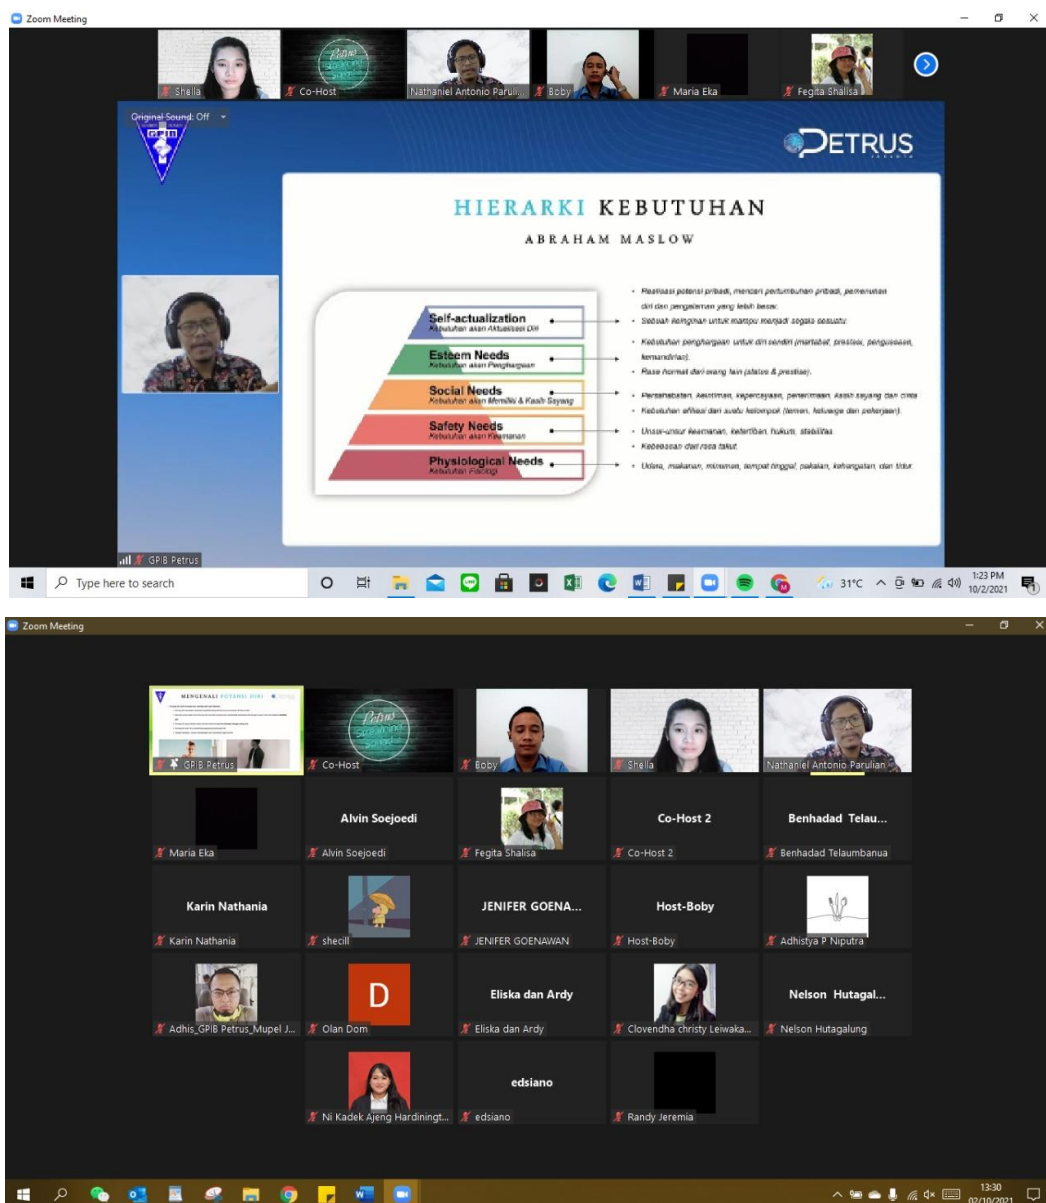 Zoom Meeting
Shella
Co-Host
Nathaniel Antonio Paruli...
Boby
Maria Eka
Fegita Shalisa
Original Sound: Off
GPIB
PETRUS
JAKARTA
HIERARKI KEBUTUHAN
ABRAHAM MASLOW
Self-actualization
Kebutuhan akan Aktualisasi Diri
Esteem Needs
Kebutuhan akan Penghargaan
Social Needs
Kebutuhan akan Memiliki & Kasih Sayang
Safety Needs
Kebutuhan akan Keamanan
Physiological Needs
Kebutuhan Fisiologi
Realisasi potensi pribadi, mencari pertumbuhan pribadi, pemenuhan
diri dan pengalaman yang lebih besar.
Sebuah keinginan untuk mampu menjadi segala sesuatu.
Kebutuhan penghargaan untuk diri sendiri (martabat, prestasi, penguasaan,
kemandirian).
Rasa hormat dari orang lain (status & prestise).
Persahabatan, keintiman, kepercayaan, penerimaan, kasih sayang dan cinta
Kebutuhan afiliasi dari suatu kelompok (teman, keluarga dan pekerjaan).
Unsur-unsur keamanan, ketertiban, hukum, stabilitas.
Kebebasan dari rasa takut.
Udara, makanan, minuman, tempat tinggal, pakaian, kehangatan, dan tidur.
GPIB Petrus
Type here to search
31°C
1:23 PM
10/2/2021
Zoom Meeting
MENGENALI POTENSI DIRI
GPIB Petrus
Petrus
Co-Host
Boby
Shella
Nathaniel Antonio Parulian
Maria Eka
Alvin Soejoedi
Alvin Soejoedi
Fegita Shalisa
Co-Host 2
Co-Host 2
Benhadad Telau...
Benhadad Telaumbanua
Karin Nathania
Karin Nathania
shecill
JENIFER GOENA...
JENIFER GOENAWAN
Host-Boby
Host-Boby
Adhistya P Niputra
Adhis_GPIB Petrus_Mupel J...
D
Olan Dom
Eliska dan Ardy
Eliska dan Ardy
Clovendha christy Leiwaka...
Nelson Hutagal...
Nelson Hutagalung
Ni Kadek Ajeng Hardiningt...
edsiano
edsiano
Randy Jeremia
13:30
02/10/2021